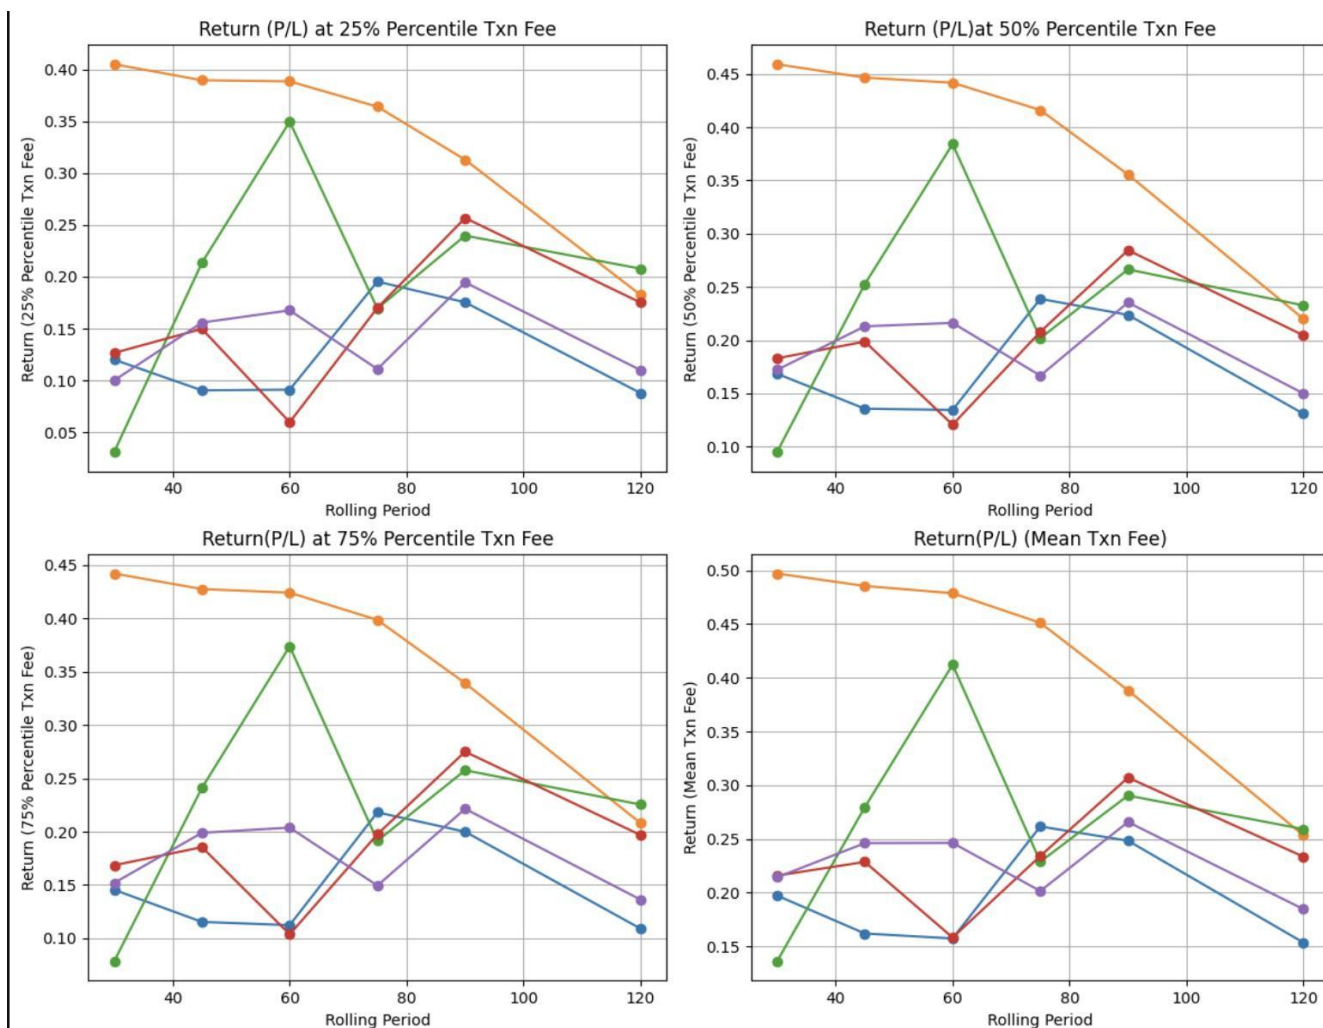 Return (P/L) at 25% Percentile Txn Fee
Return (25% Percentile Txn Fee)
0.40
0.35
0.30
0.25
0.20
0.15
0.10
0.05
40 60 80 100 120
Rolling Period
Return (P/L)at 50% Percentile Txn Fee
Return (50% Percentile Txn Fee)
0.45
0.40
0.35
0.30
0.25
0.20
0.15
0.10
40 60 80 100 120
Rolling Period
Return(P/L) at 75% Percentile Txn Fee
Return (75% Percentile Txn Fee)
0.45
0.40
0.35
0.30
0.25
0.20
0.15
0.10
40 60 80 100 120
Rolling Period
Return(P/L) (Mean Txn Fee)
Return (Mean Txn Fee)
0.50
0.45
0.40
0.35
0.30
0.25
0.20
0.15
40 60 80 100 120
Rolling Period